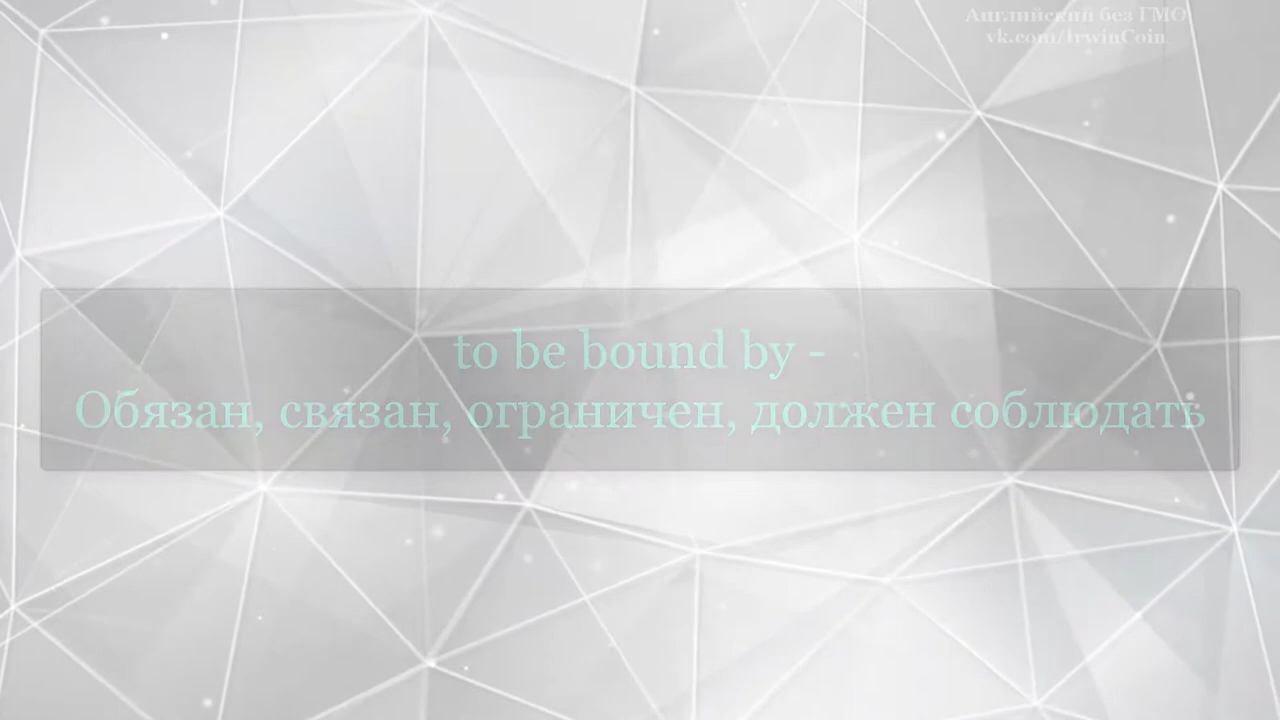 Английский без ГМО
vk.com/IrwinCoin
to be bound by -
Обязан, связан, ограничен, должен соблюдать